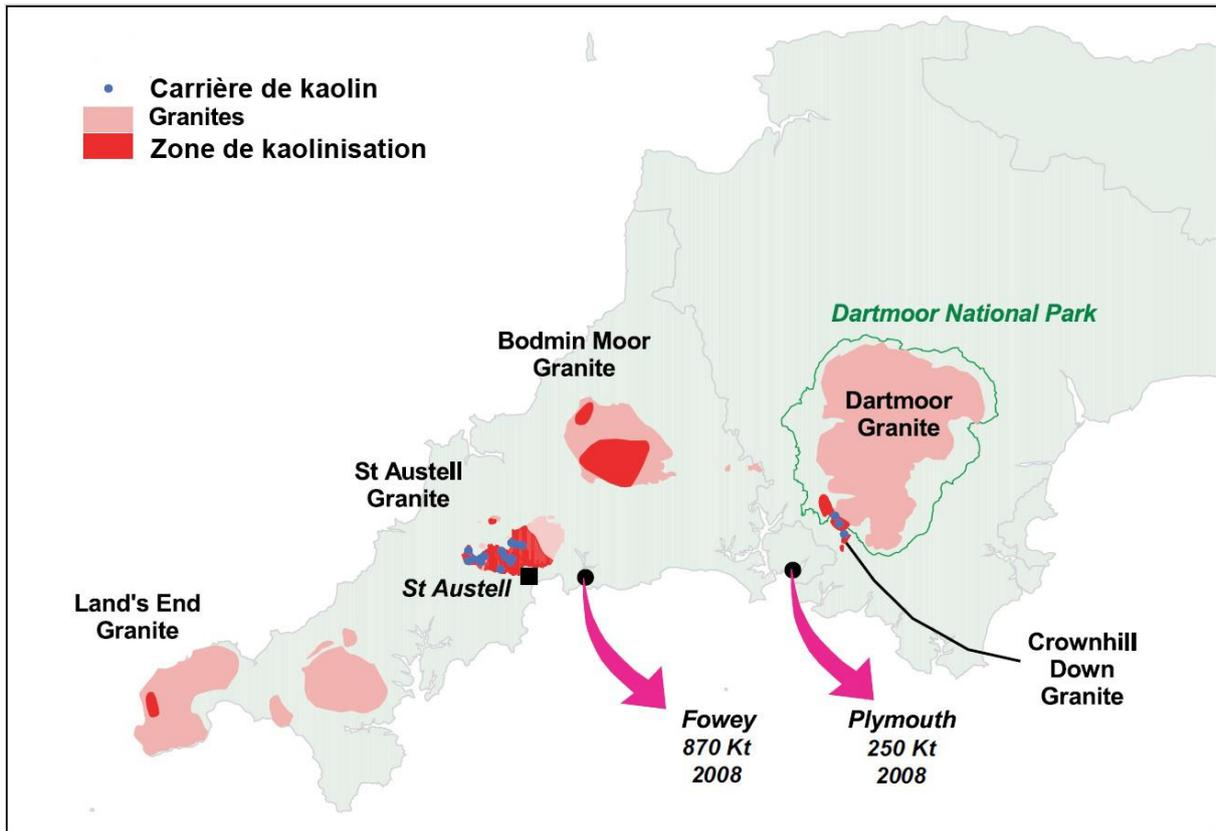 Carrière de kaolin
Granites
Zone de kaolinisation
Dartmoor National Park
Bodmin Moor
Granite
Dartmoor
Granite
St Austell
Granite
St Austell
Land's End
Granite
Crownhill
Down
Granite
Fowey
870 Kt
2008
Plymouth
250 Kt
2008